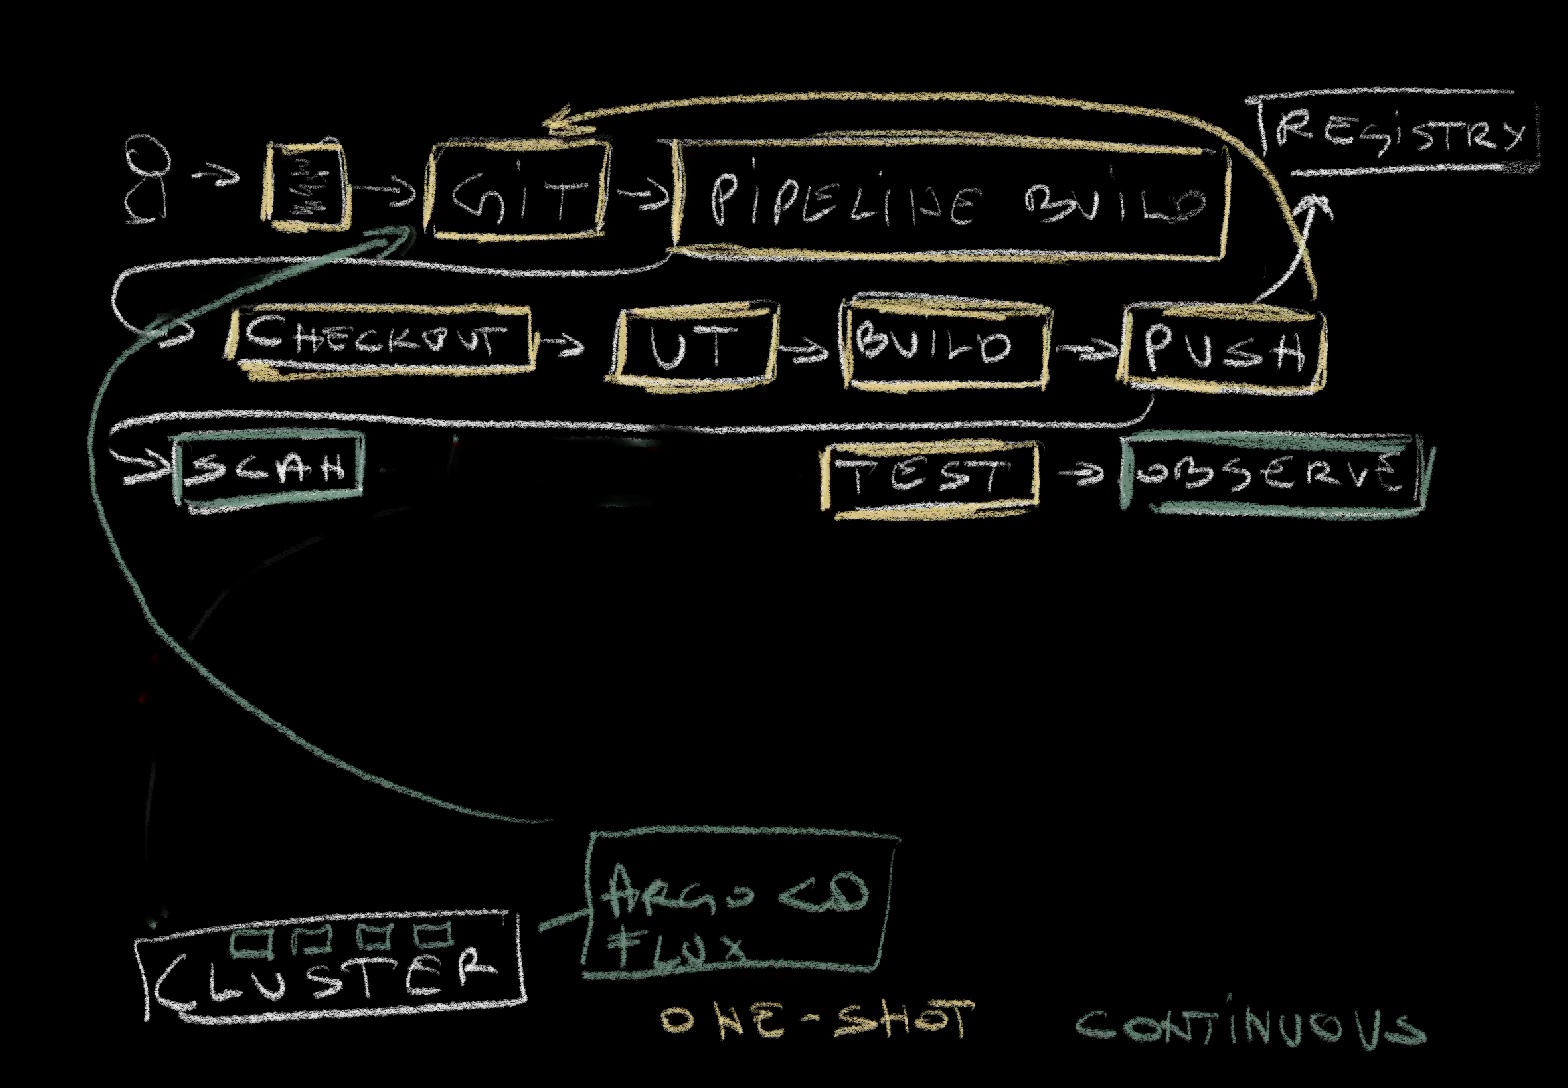 REGISTRY
GIT
PIPELINE BUILD
CHECKOUT
UT
BUILD
PUSH
SCAN
TEST
OBSERVE
ARGO CD
FLUX
CLUSTER
ONE-SHOT
CONTINUOUS